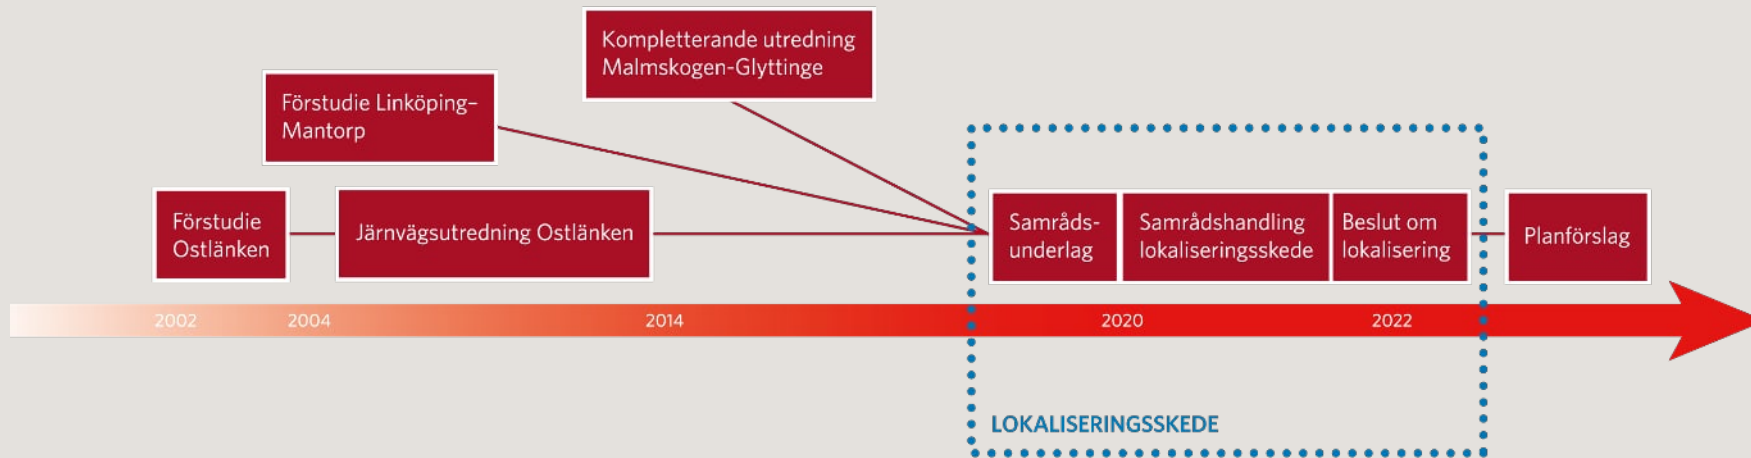 Kompletterande utredning
Malmskogen-Glyttinge
Förstudie Linköping–
Mantorp
Förstudie
Ostlänken
Järnvägsutredning Ostlänken
Samråds-
underlag
Samrådshandling
lokaliseringsskede
Beslut om
lokalisering
Planförslag
2002
2004
2014
2020
2022
LOKALISERINGSSKEDE